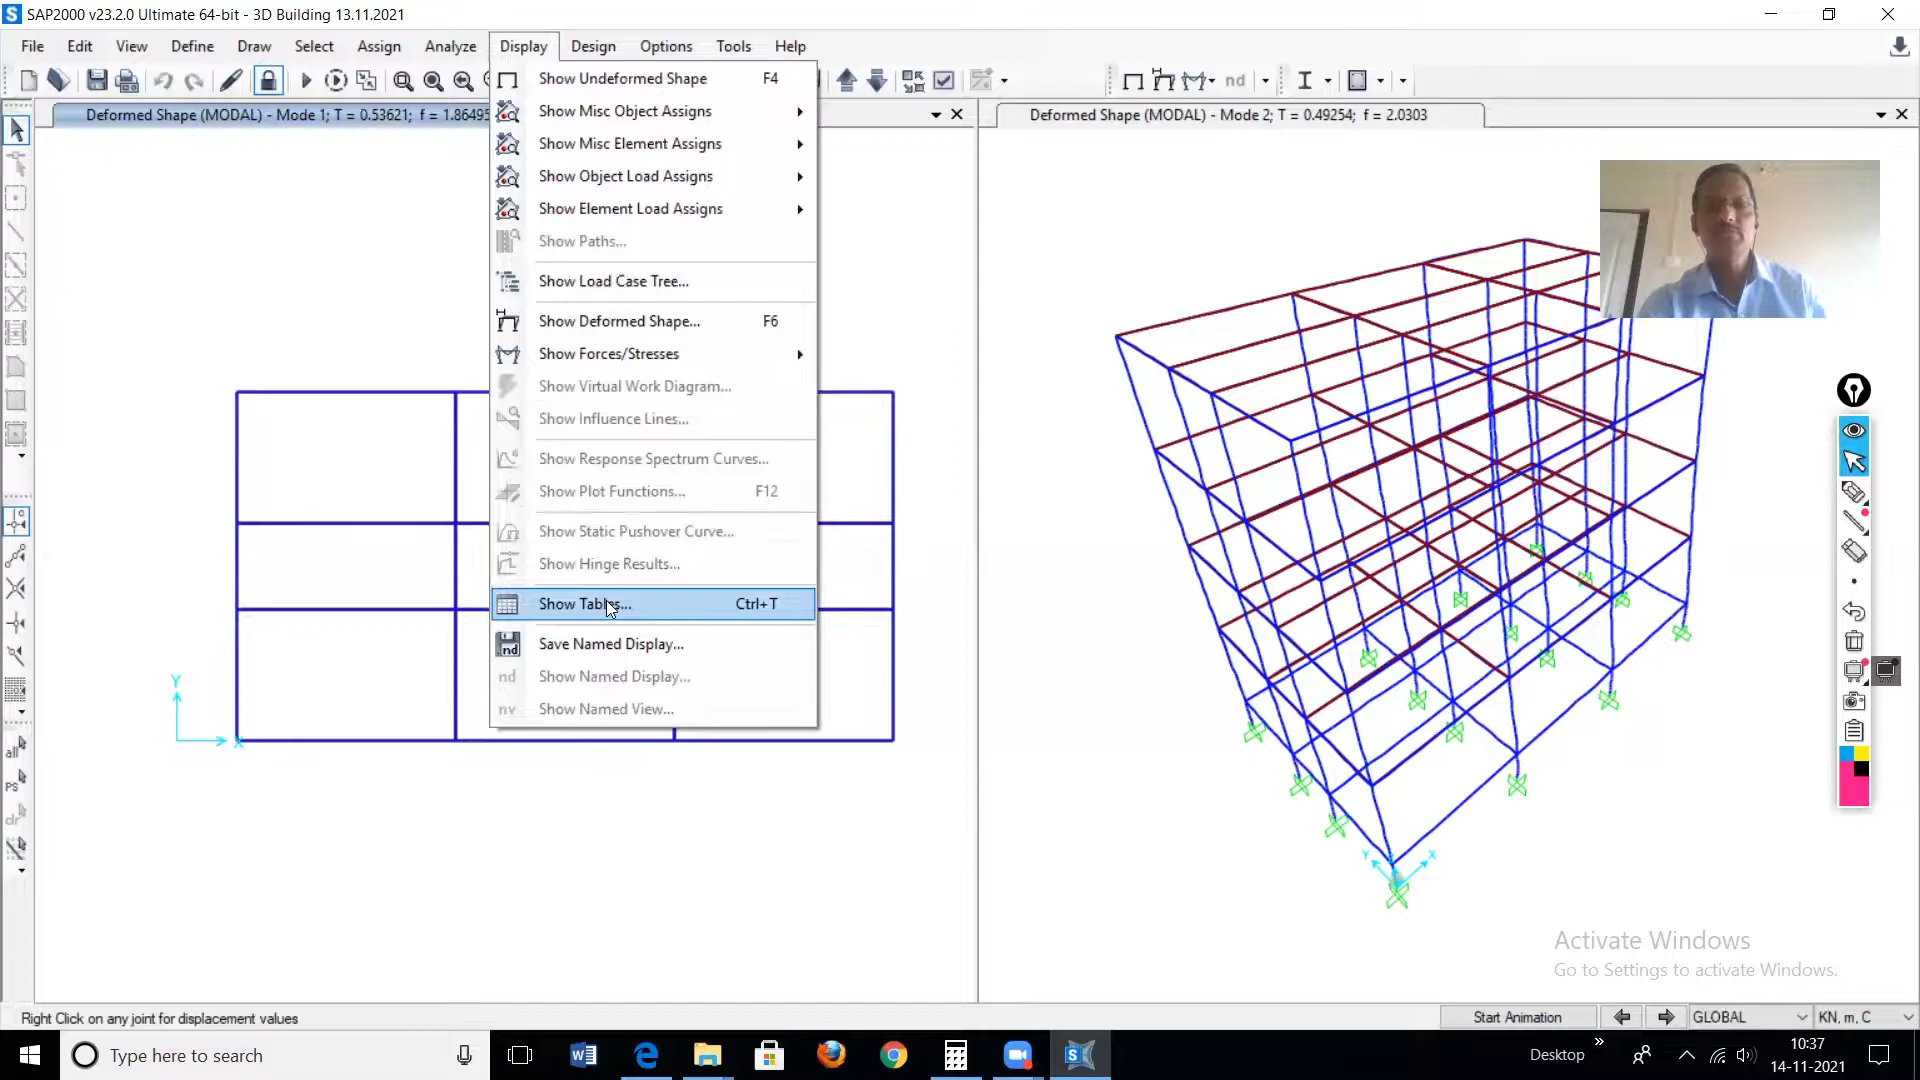 SAP2000 v23.2.0 Ultimate 64-bit - 3D Building 13.11.2021
File Edit View Define Draw Select Assign Analyze Display Design Options Tools Help
nd
Deformed Shape (MODAL) - Mode 1; T = 0.53621; f = 1.86495
Deformed Shape (MODAL) - Mode 2; T = 0.49254; f = 2.0303
Show Undeformed Shape F4
Show Misc Object Assigns
Show Misc Element Assigns
Show Object Load Assigns
Show Element Load Assigns
Show Paths...
Show Load Case Tree...
Show Deformed Shape... F6
Show Forces/Stresses
Show Virtual Work Diagram...
Show Influence Lines...
Show Response Spectrum Curves...
Show Plot Functions... F12
Show Static Pushover Curve...
Show Hinge Results...
Show Tables... Ctrl+T
nd Save Named Display...
nd Show Named Display...
nv Show Named View...
Y
X
Y
X
all
PS
clr
Activate Windows
Go to Settings to activate Windows.
Right Click on any joint for displacement values
Start Animation
GLOBAL
KN, m, C
Type here to search
Desktop
10:37
14-11-2021